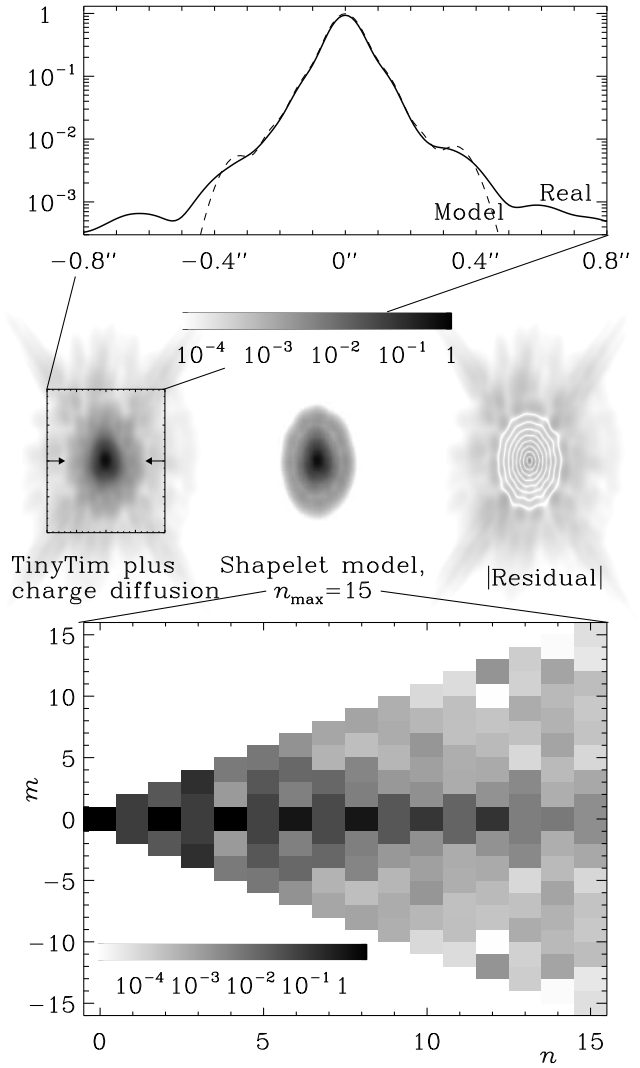 1
10⁻¹
10⁻²
10⁻³
Real
Model
−0.8″ −0.4″ 0″ 0.4″ 0.8″
10⁻⁴ 10⁻³ 10⁻² 10⁻¹ 1
TinyTim plus
charge diffusion
Shapelet model,
n_max=15
|Residual|
15
10
5
m
0
−5
−10
−15
10⁻⁴ 10⁻³ 10⁻² 10⁻¹ 1
0 5 10 15
n